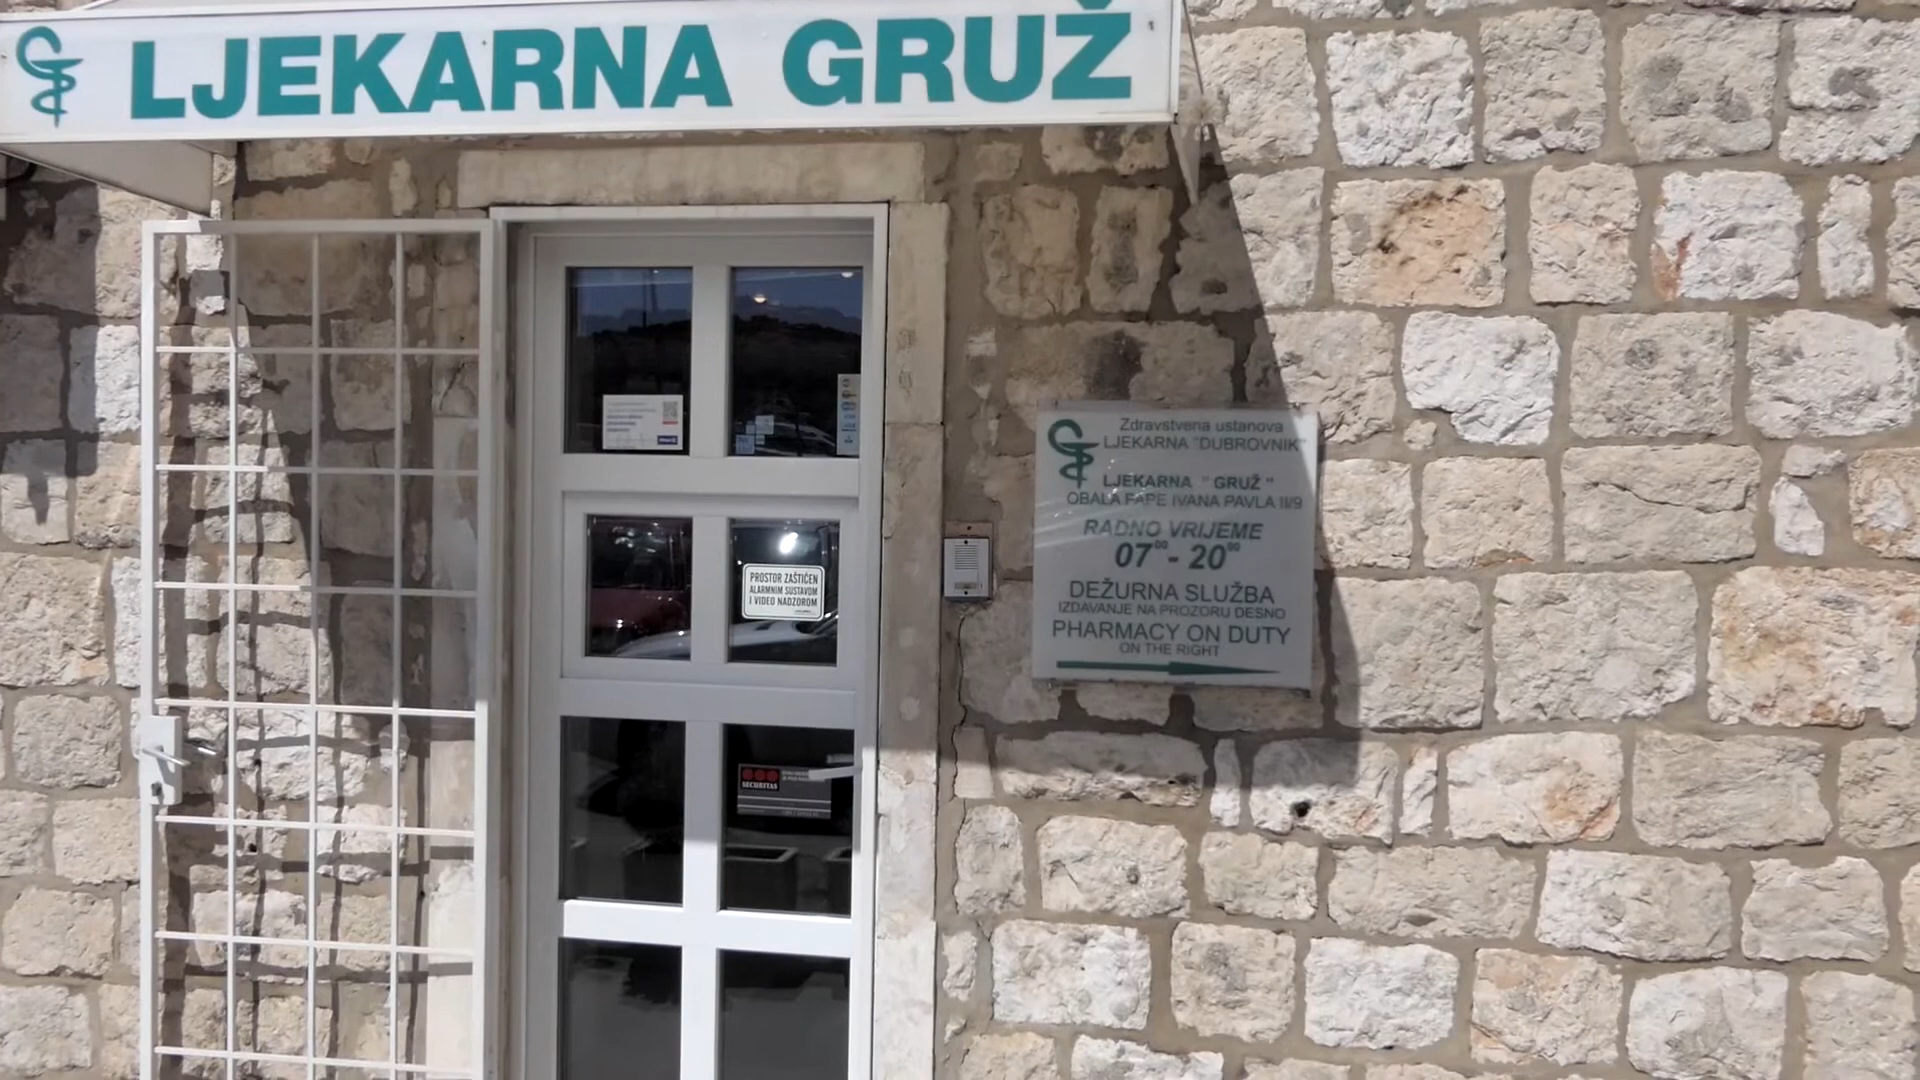 LJEKARNA GRUŽ
Zdravstvena ustanova
LJEKARNA "DUBROVNIK"
LJEKARNA "GRUŽ"
OBALA PAPE IVANA PAVLA II/9
RADNO VRIJEME
07⁰⁰ - 20⁰⁰
DEŽURNA SLUŽBA
IZDAVANJE NA PROZORU DESNO
PHARMACY ON DUTY
ON THE RIGHT
PROSTOR ZAŠTIĆEN
ALARMNIM SUSTAVOM
I VIDEO NADZOROM
SECURITAS